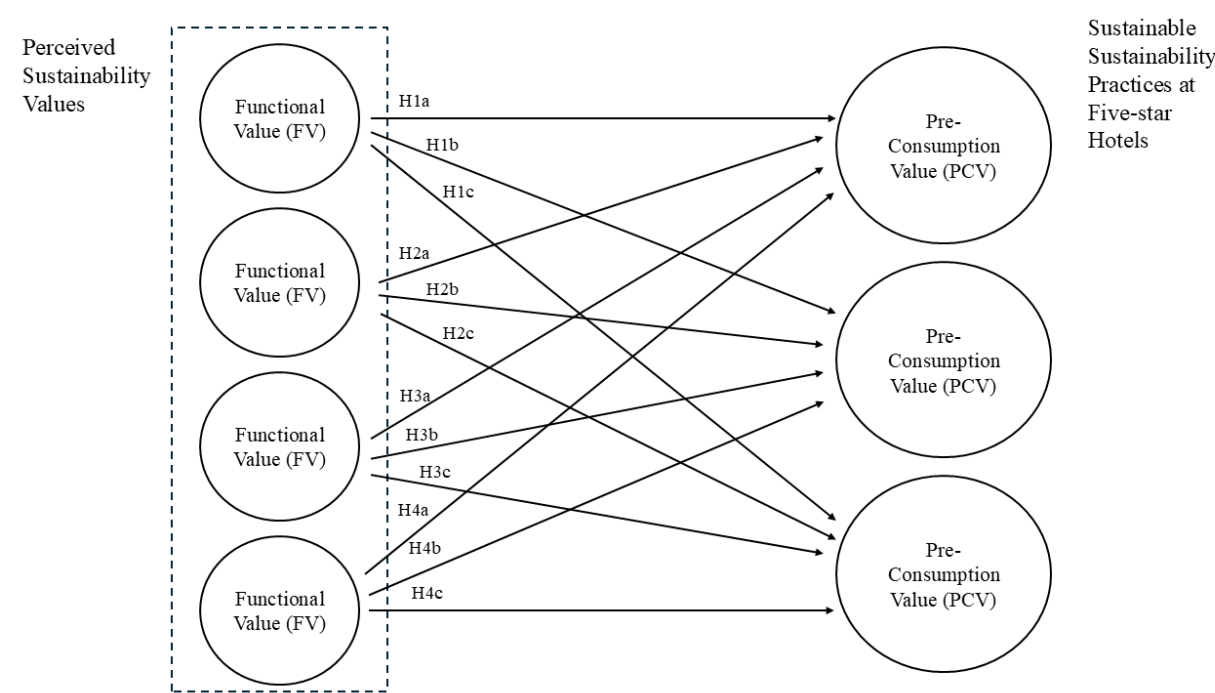 Perceived
Sustainability
Values
Functional
Value (FV)
Functional
Value (FV)
Functional
Value (FV)
Functional
Value (FV)
H1a
H1b
H1c
H2a
H2b
H2c
H3a
H3b
H3c
H4a
H4b
H4c
Pre-
Consumption
Value (PCV)
Pre-
Consumption
Value (PCV)
Pre-
Consumption
Value (PCV)
Sustainable
Sustainability
Practices at
Five-star
Hotels